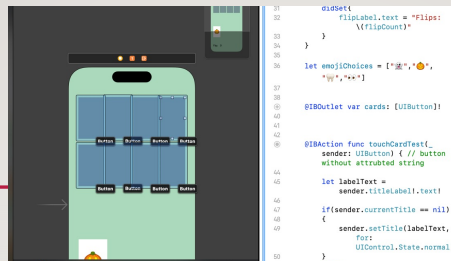 Button Button Button Button
Button Button Button Button
31 didSet{
32 flipLabel.text = "Flips:
\(flipCount)"
33 }
34 }
35
36 let emojiChoices = ["👻","🎃",
37
38
39 @IBOutlet var cards: [UIButton]!
40
41
42
@IBAction func touchCardTest(_
sender: UIButton) { // button
without attrubted string
44
45 let labelText =
sender.titleLabel!.text!
46
47 if(sender.currentTitle == nil)
48 {
49 sender.setTitle(labelText,
for:
UIControl.State.normal
50 }